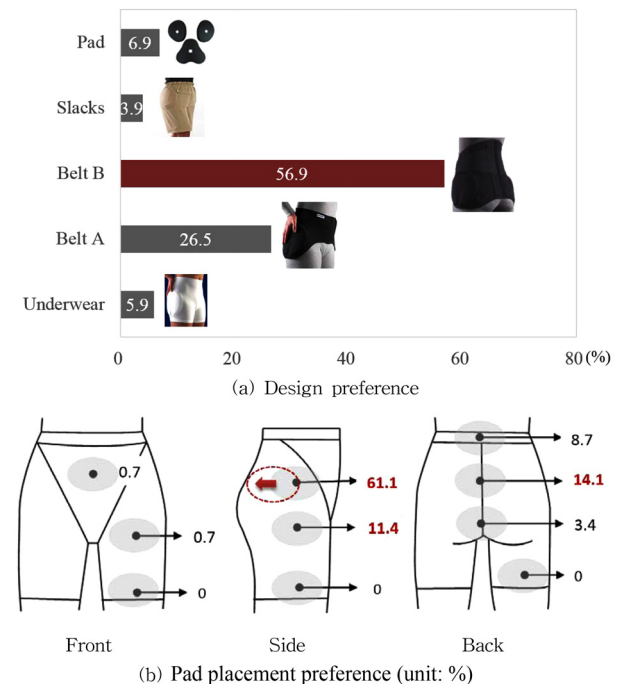 Pad 6.9
Slacks 3.9
Belt B 56.9
Belt A 26.5
Underwear 5.9
0 20 40 60 80 (%)
(a) Design preference
0.7
0.7
0
Front
61.1
11.4
0
Side
8.7
14.1
3.4
0
Back
(b) Pad placement preference (unit: %)